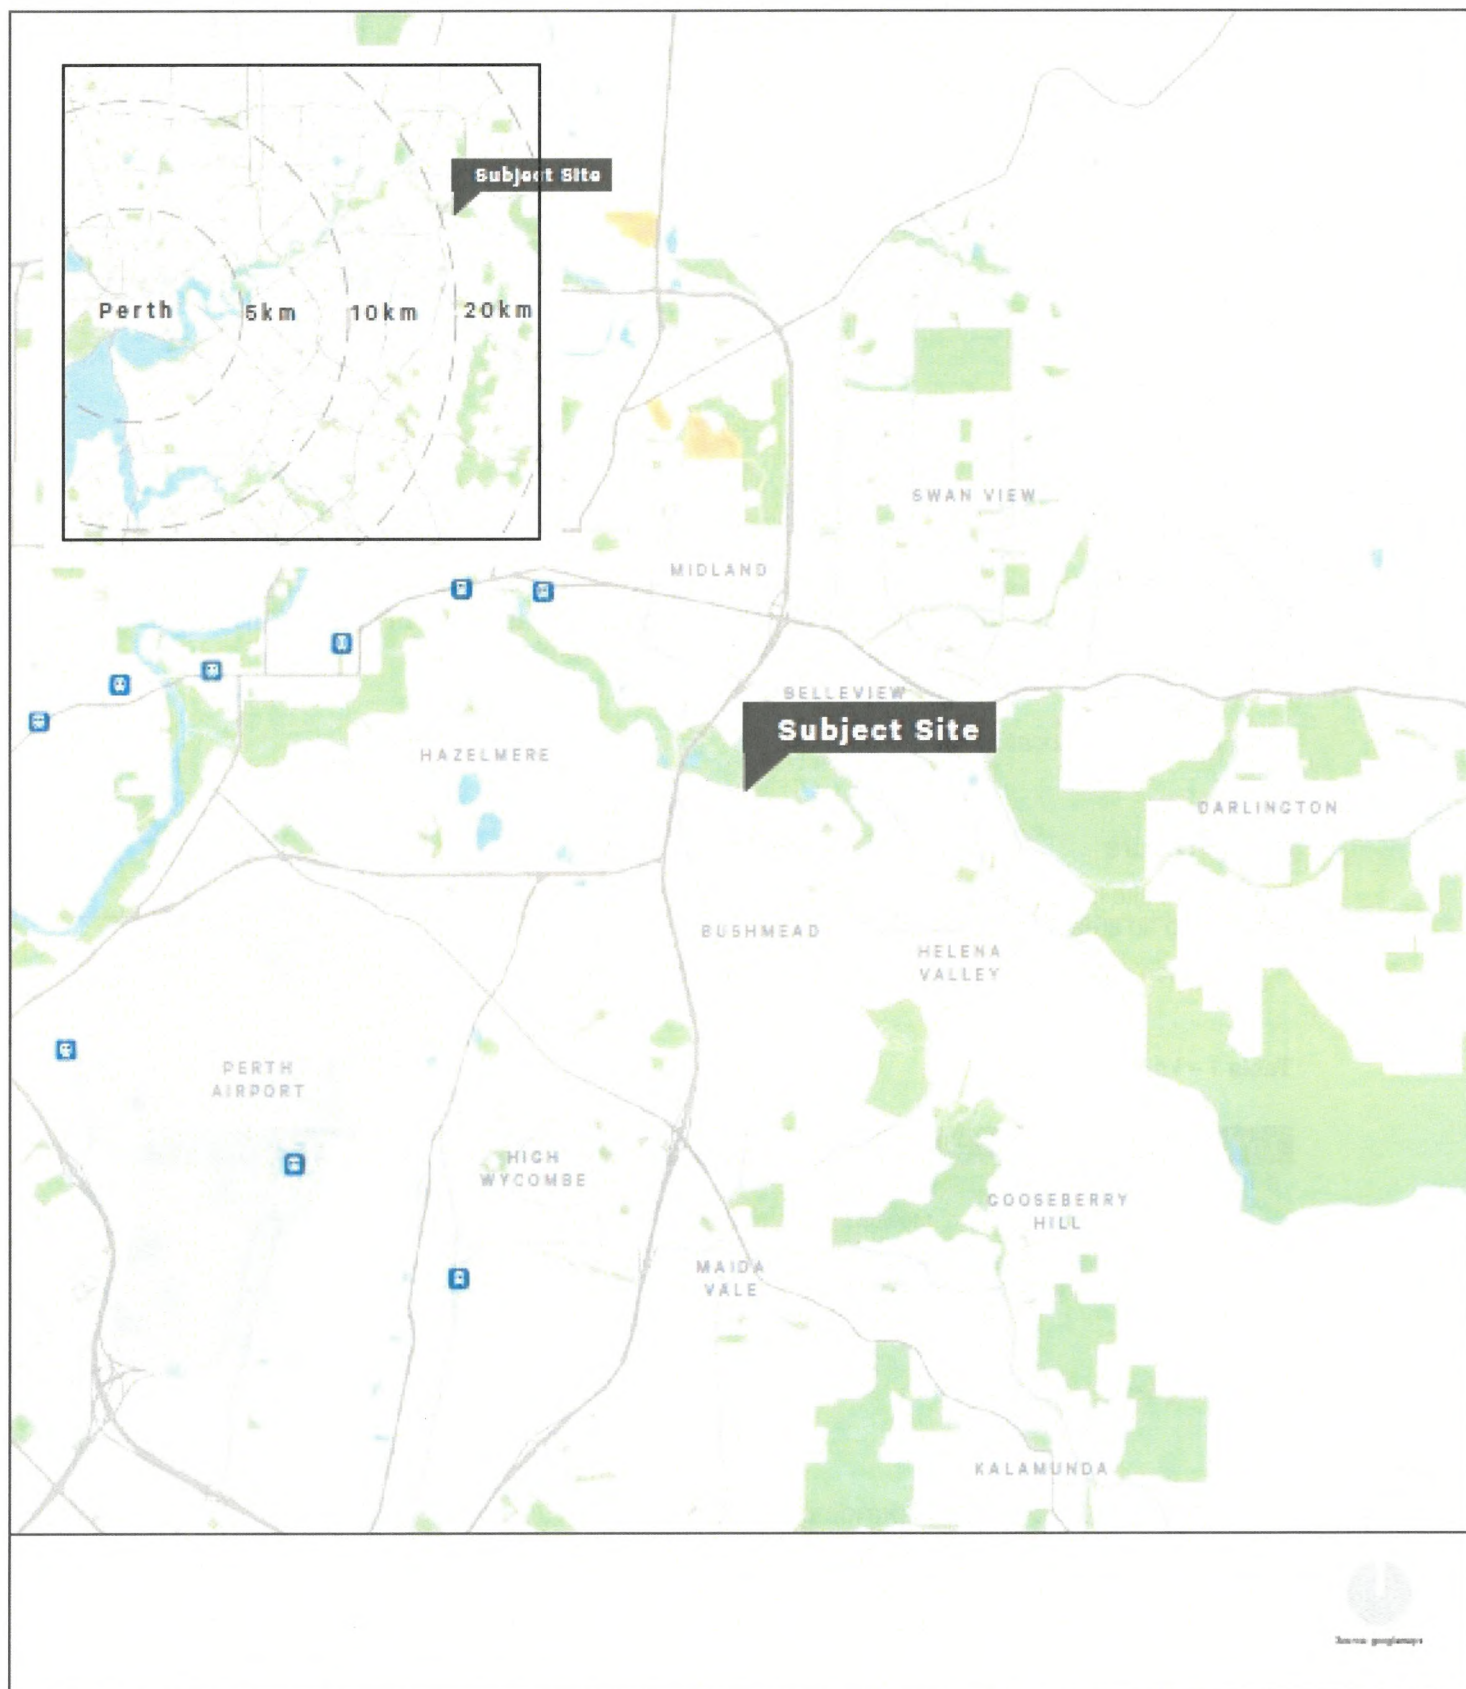 Subject Site
Perth
5km
10km
20km
SWAN VIEW
MIDLAND
BELLEVIEW
Subject Site
HAZELMERE
DARLINGTON
BUSHMEAD
HELENA
VALLEY
PERTH
AIRPORT
HIGH
WYCOMBE
GOOSEBERRY
HILL
MAIDA
VALE
KALAMUNDA